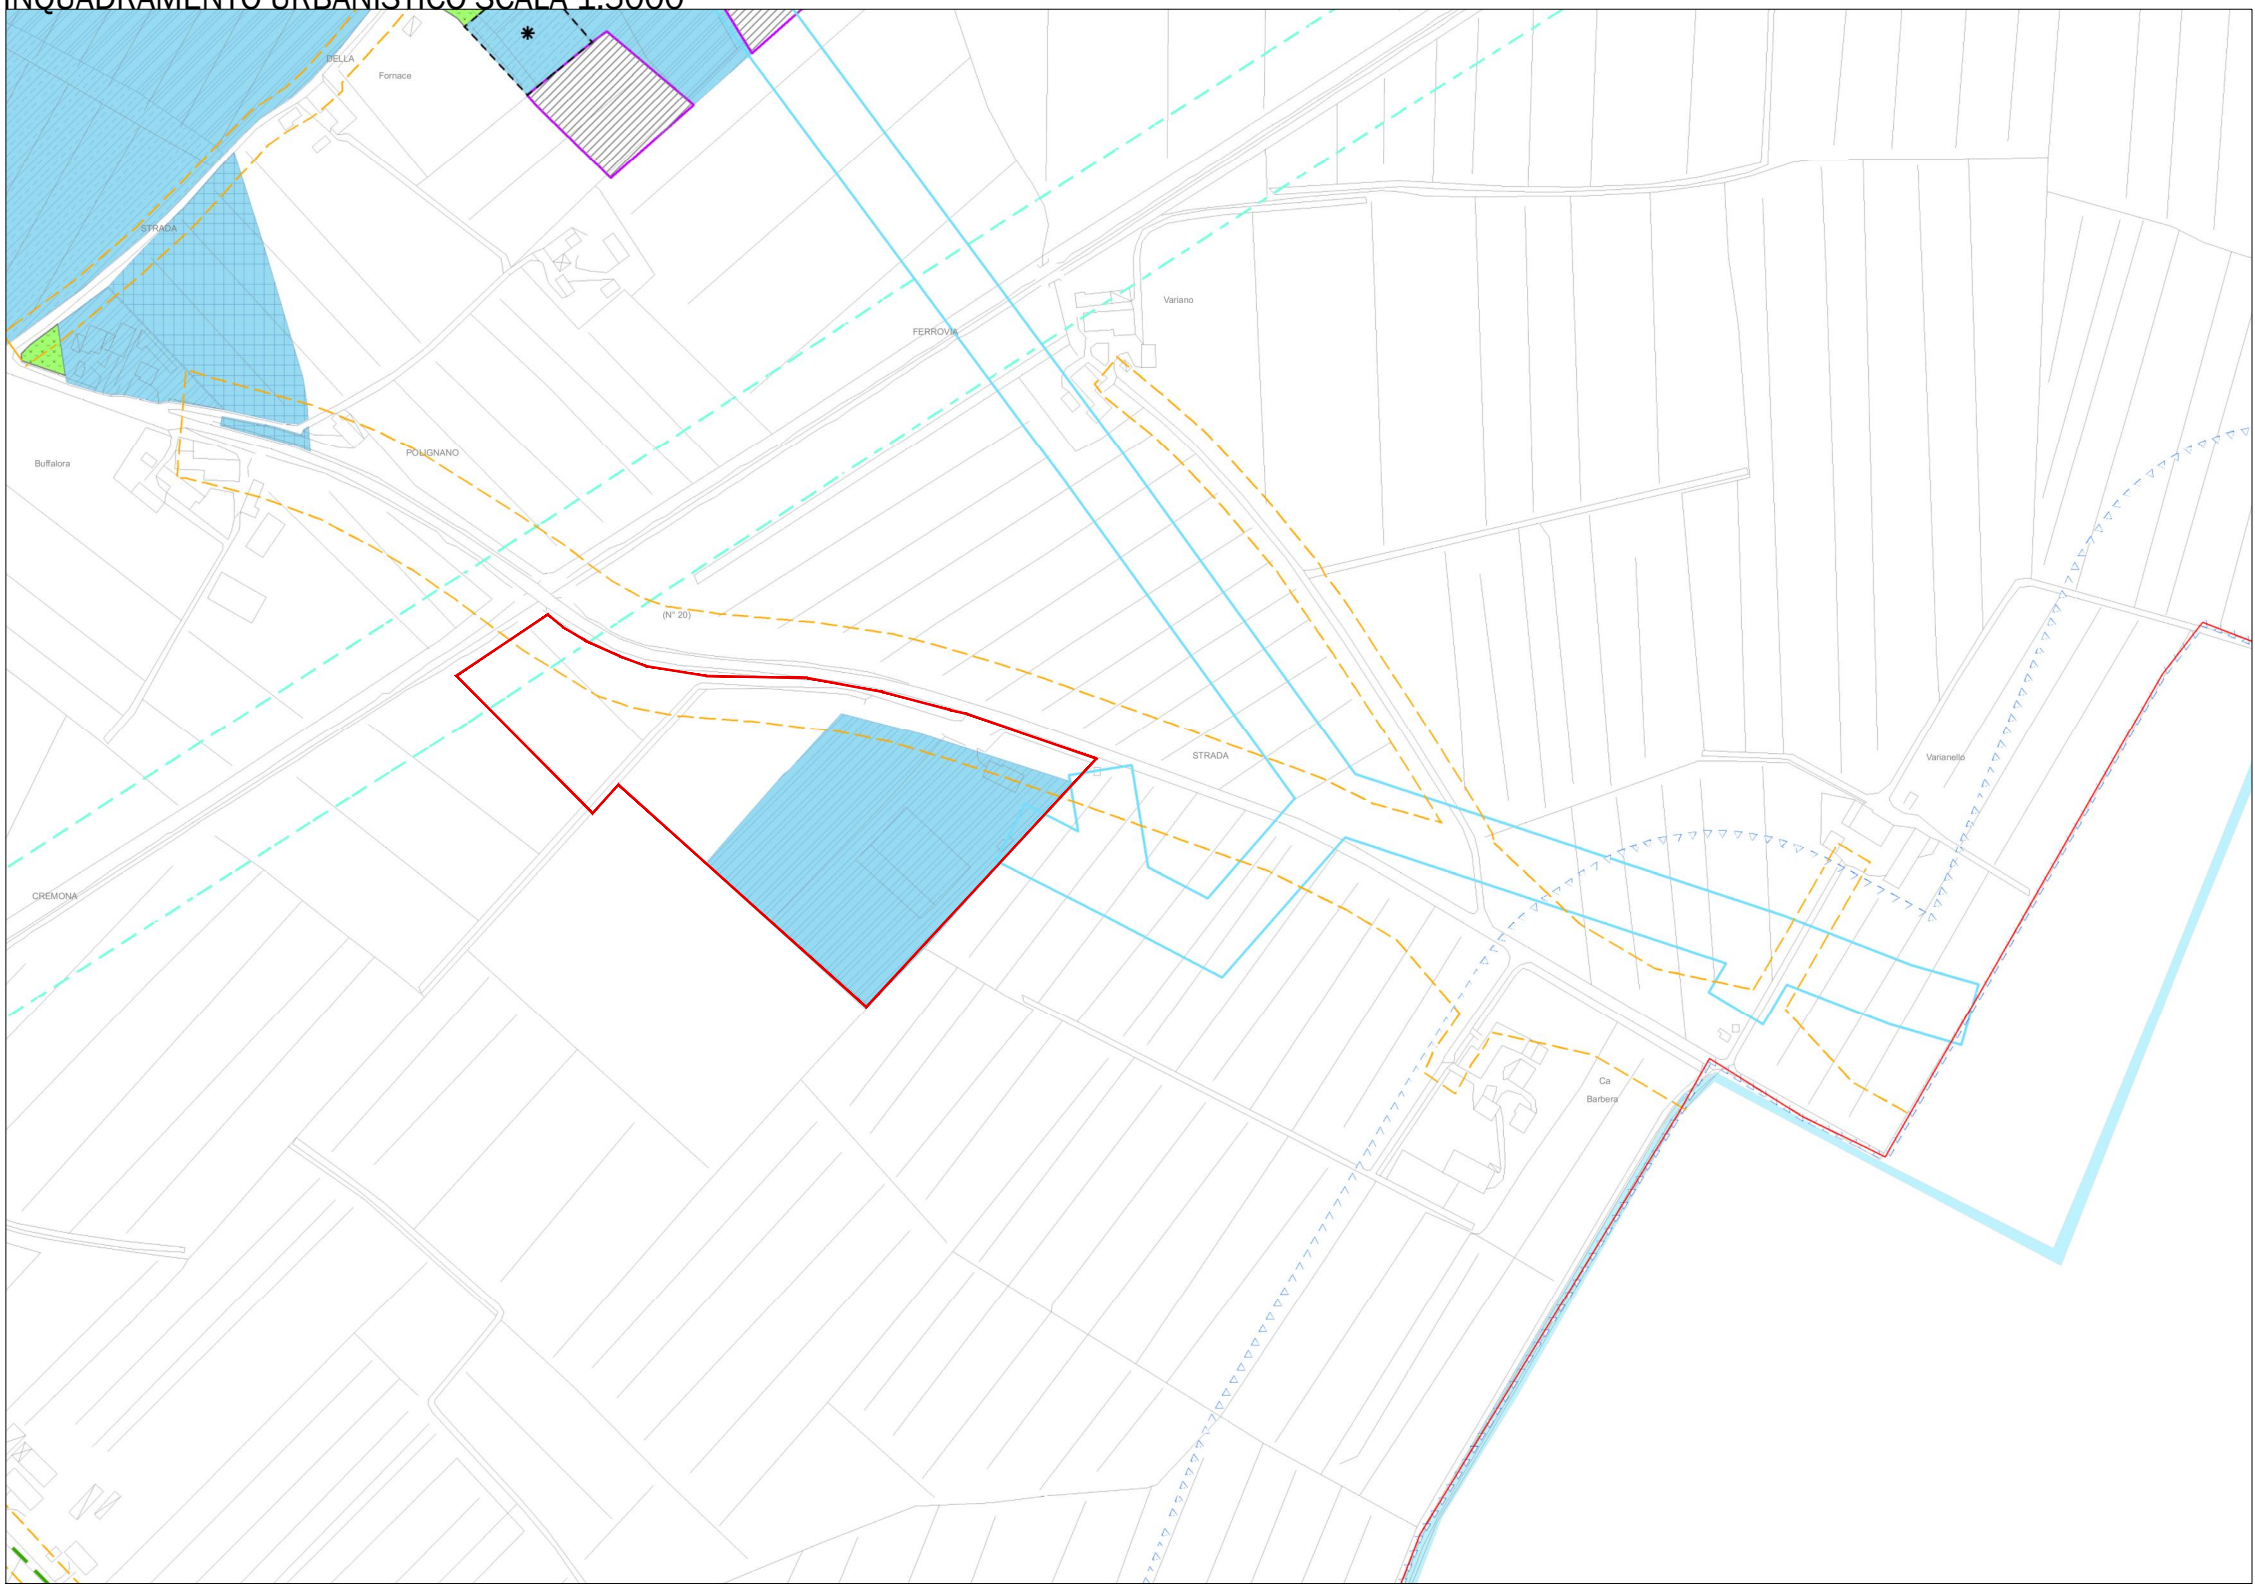 INQUADRAMENTO URBANISTICO SCALA 1:5000
DELLA
Fornace
STRADA
Variano
FERROVIA
POLIGNANO
Buffalora
(N° 20)
STRADA
Varianello
CREMONA
Ca
Barbera